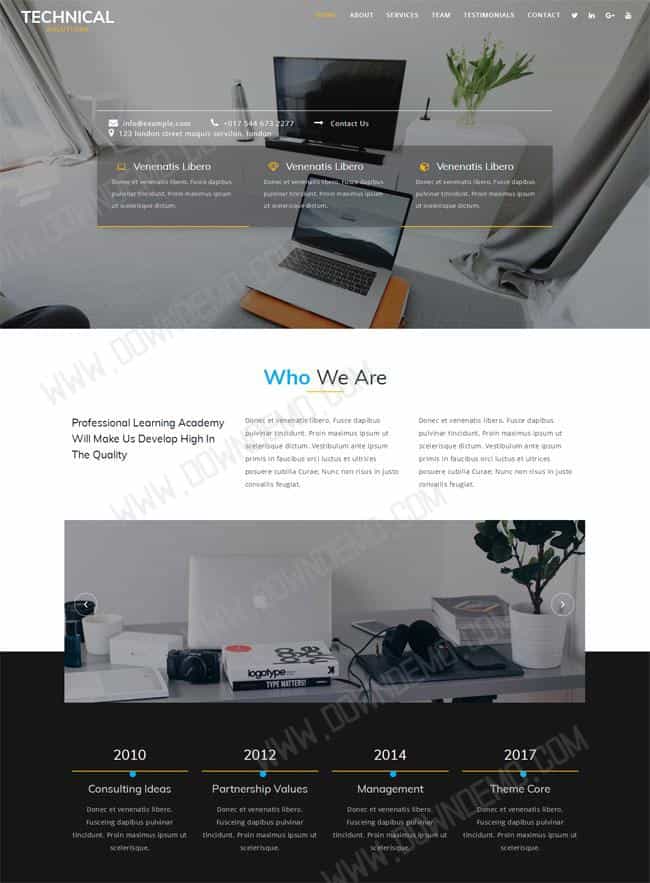 TECHNICAL
SOLUTIONS
HOME ABOUT SERVICES TEAM TESTIMONIALS CONTACT
info@example.com +017 544 673 2277 Contact Us
123 london street moquis servilon, london
Venenatis Libero Venenatis Libero Venenatis Libero
Donec et venenatis libero. Fusce dapibus Donec et venenatis libero. Fusce dapibus Donec et venenatis libero. Fusce dapibus
pulvinar tincidunt. Proin maximus ipsum pulvinar tincidunt. Proin maximus ipsum pulvinar tincidunt. Proin maximus ipsum
ut scelerisque dictum. ut scelerisque dictum. ut scelerisque dictum.
WWW.DOWNDEMO.COM
Who We Are
Professional Learning Academy
Will Make Us Develop High In
The Quality
Donec et venenatis libero. Fusce dapibus
pulvinar tincidunt. Proin maximus ipsum ut
scelerisque dictum. Vestibulum ante ipsum
primis in faucibus orci luctus et ultrices
posuere cubilia Curae; Nunc non risus in justo
convallis feugiat.
Donec et venenatis libero. Fusce dapibus
pulvinar tincidunt. Proin maximus ipsum ut
scelerisque dictum. Vestibulum ante ipsum
primis in faucibus orci luctus et ultrices
posuere cubilia Curae; Nunc non risus in justo
convallis feugiat.
WWW.DOWNDEMO.COM
logotype
TYPE MATTERS!
WWW.DOWNDEMO.COM
2010 2012 2014 2017
Consulting Ideas Partnership Values Management Theme Core
Donec et venenatis libero. Donec et venenatis libero. Donec et venenatis libero. Donec et venenatis libero.
Fusceing dapibus pulvinar Fusceing dapibus pulvinar Fusceing dapibus pulvinar Fusceing dapibus pulvinar
tincidunt. Proin maximus ipsum ut tincidunt. Proin maximus ipsum ut tincidunt. Proin maximus ipsum ut tincidunt. Proin maximus ipsum ut
scelerisque. scelerisque. scelerisque. scelerisque.
WWW.DOWNDEMO.COM